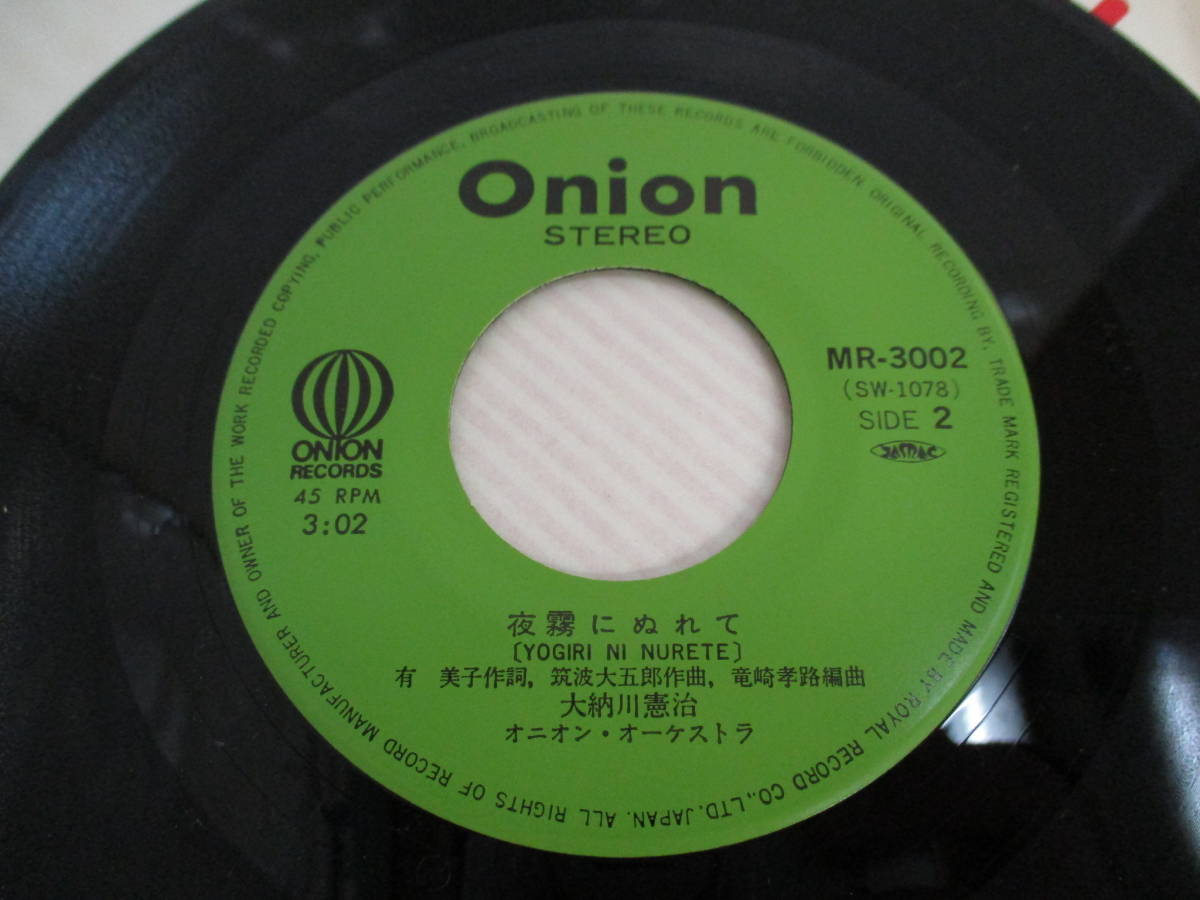 Onion
STEREO
MR-3002
(SW-1078)
SIDE 2
JASRAC
ONION
RECORDS
45 RPM
3:02
夜霧にぬれて
〔YOGIRI NI NURETE〕
有 美子作詞, 筑波大五郎作曲, 竜崎孝路編曲
大納川憲治
オニオン・オーケストラ
MANUFACTURER AND OWNER OF THE WORK RECORDED COPYING, PUBLIC PERFORMANCE, BROADCASTING OF THESE RECORDS ARE FORBIDDEN ORIGINAL RECORDING BY, TRADE MARK REGISTERED AND MADE BY ROYAL RECORD CO.,LTD. JAPAN. ALL RIGHTS OF RECORD